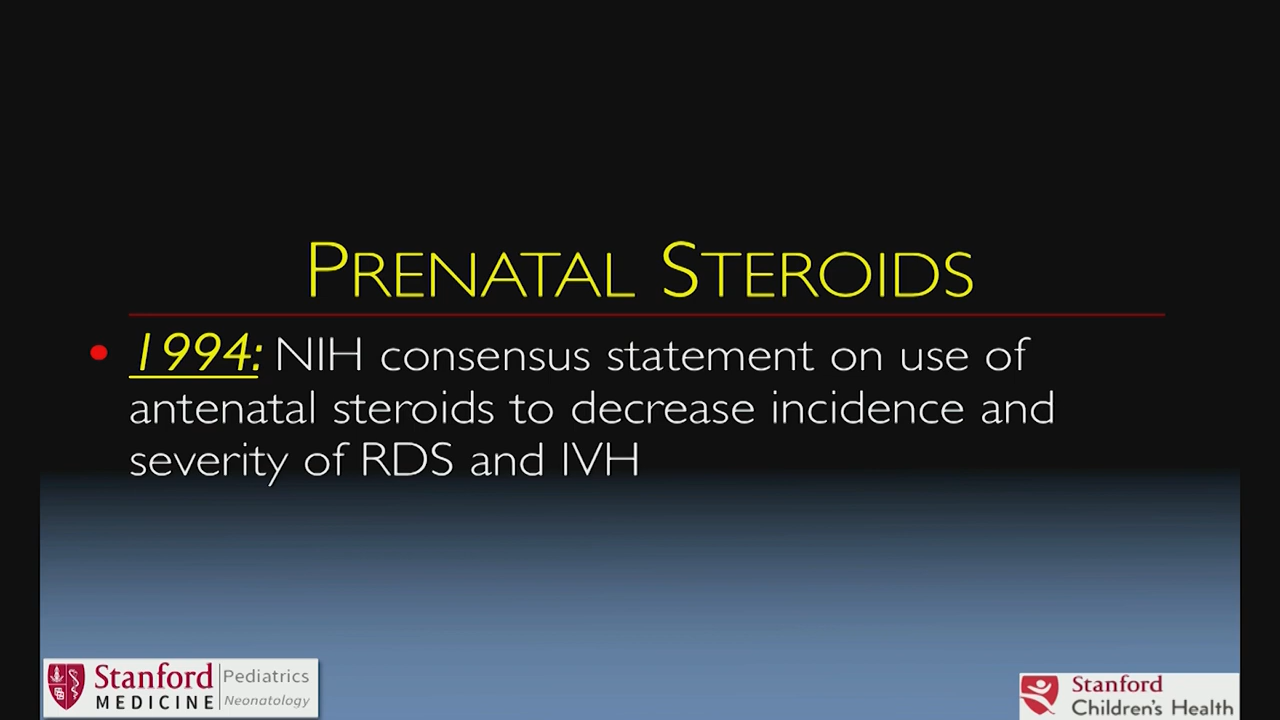 PRENATAL STEROIDS
• 1994: NIH consensus statement on use of
antenatal steroids to decrease incidence and
severity of RDS and IVH
Stanford MEDICINE | Pediatrics Neonatology
Stanford Children's Health